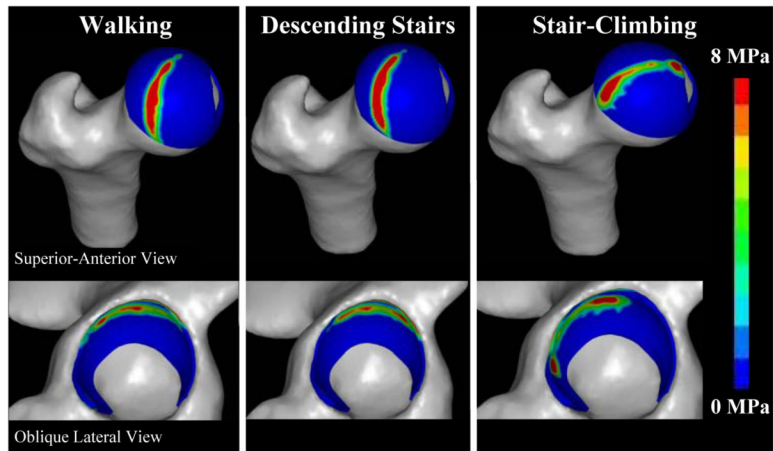 Walking
Descending Stairs
Stair-Climbing
8 MPa
Superior-Anterior View
0 MPa
Oblique Lateral View